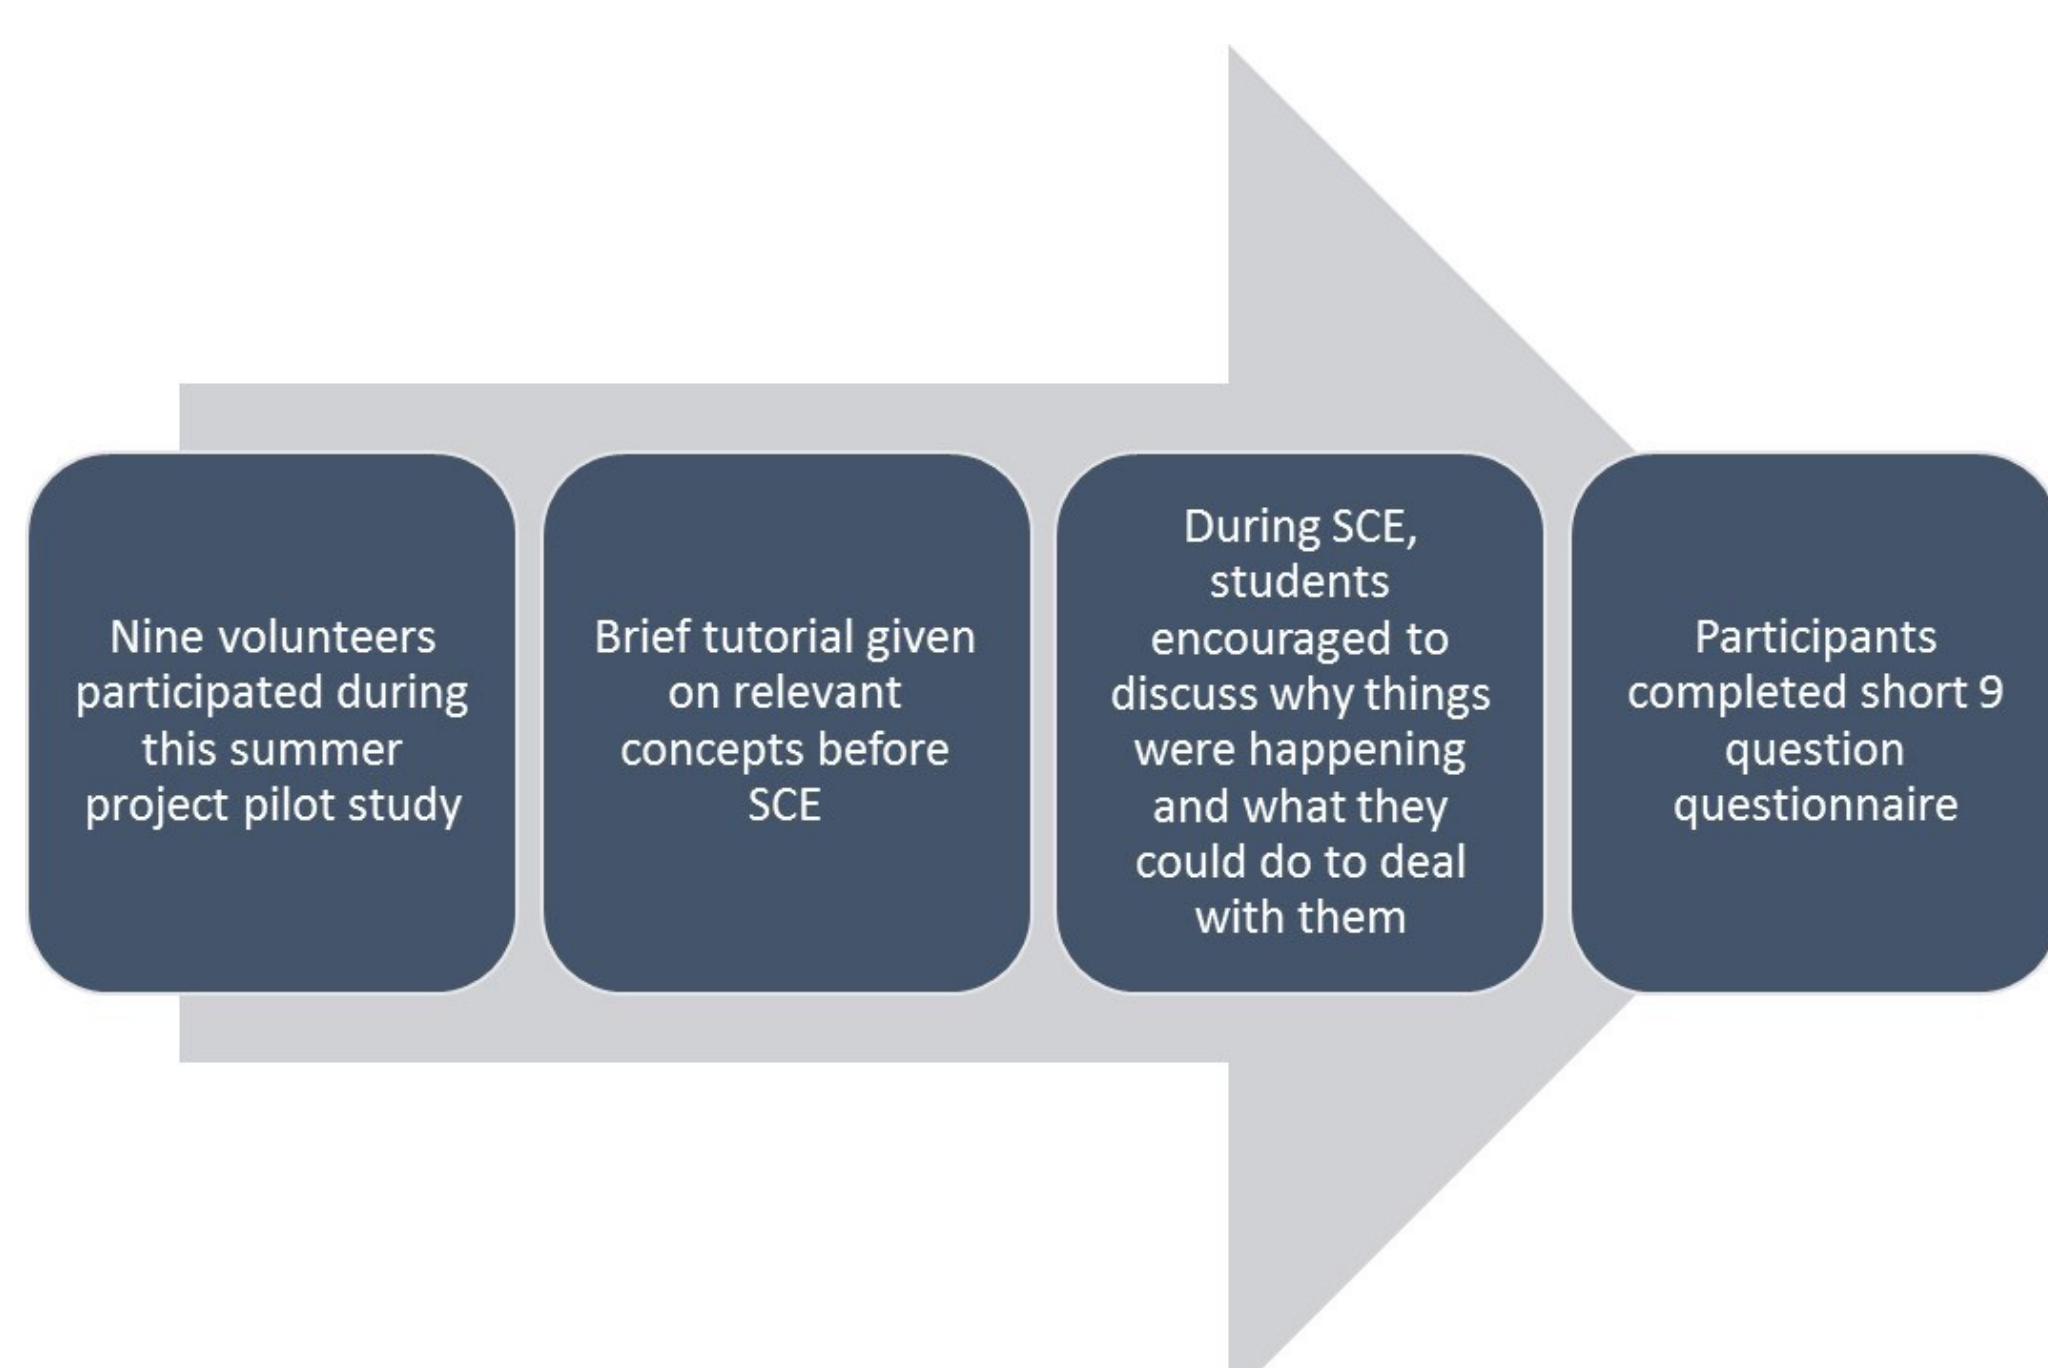 Nine volunteers
participated during
this summer
project pilot study
Brief tutorial given
on relevant
concepts before
SCE
During SCE,
students
encouraged to
discuss why things
were happening
and what they
could do to deal
with them
Participants
completed short 9
question
questionnaire